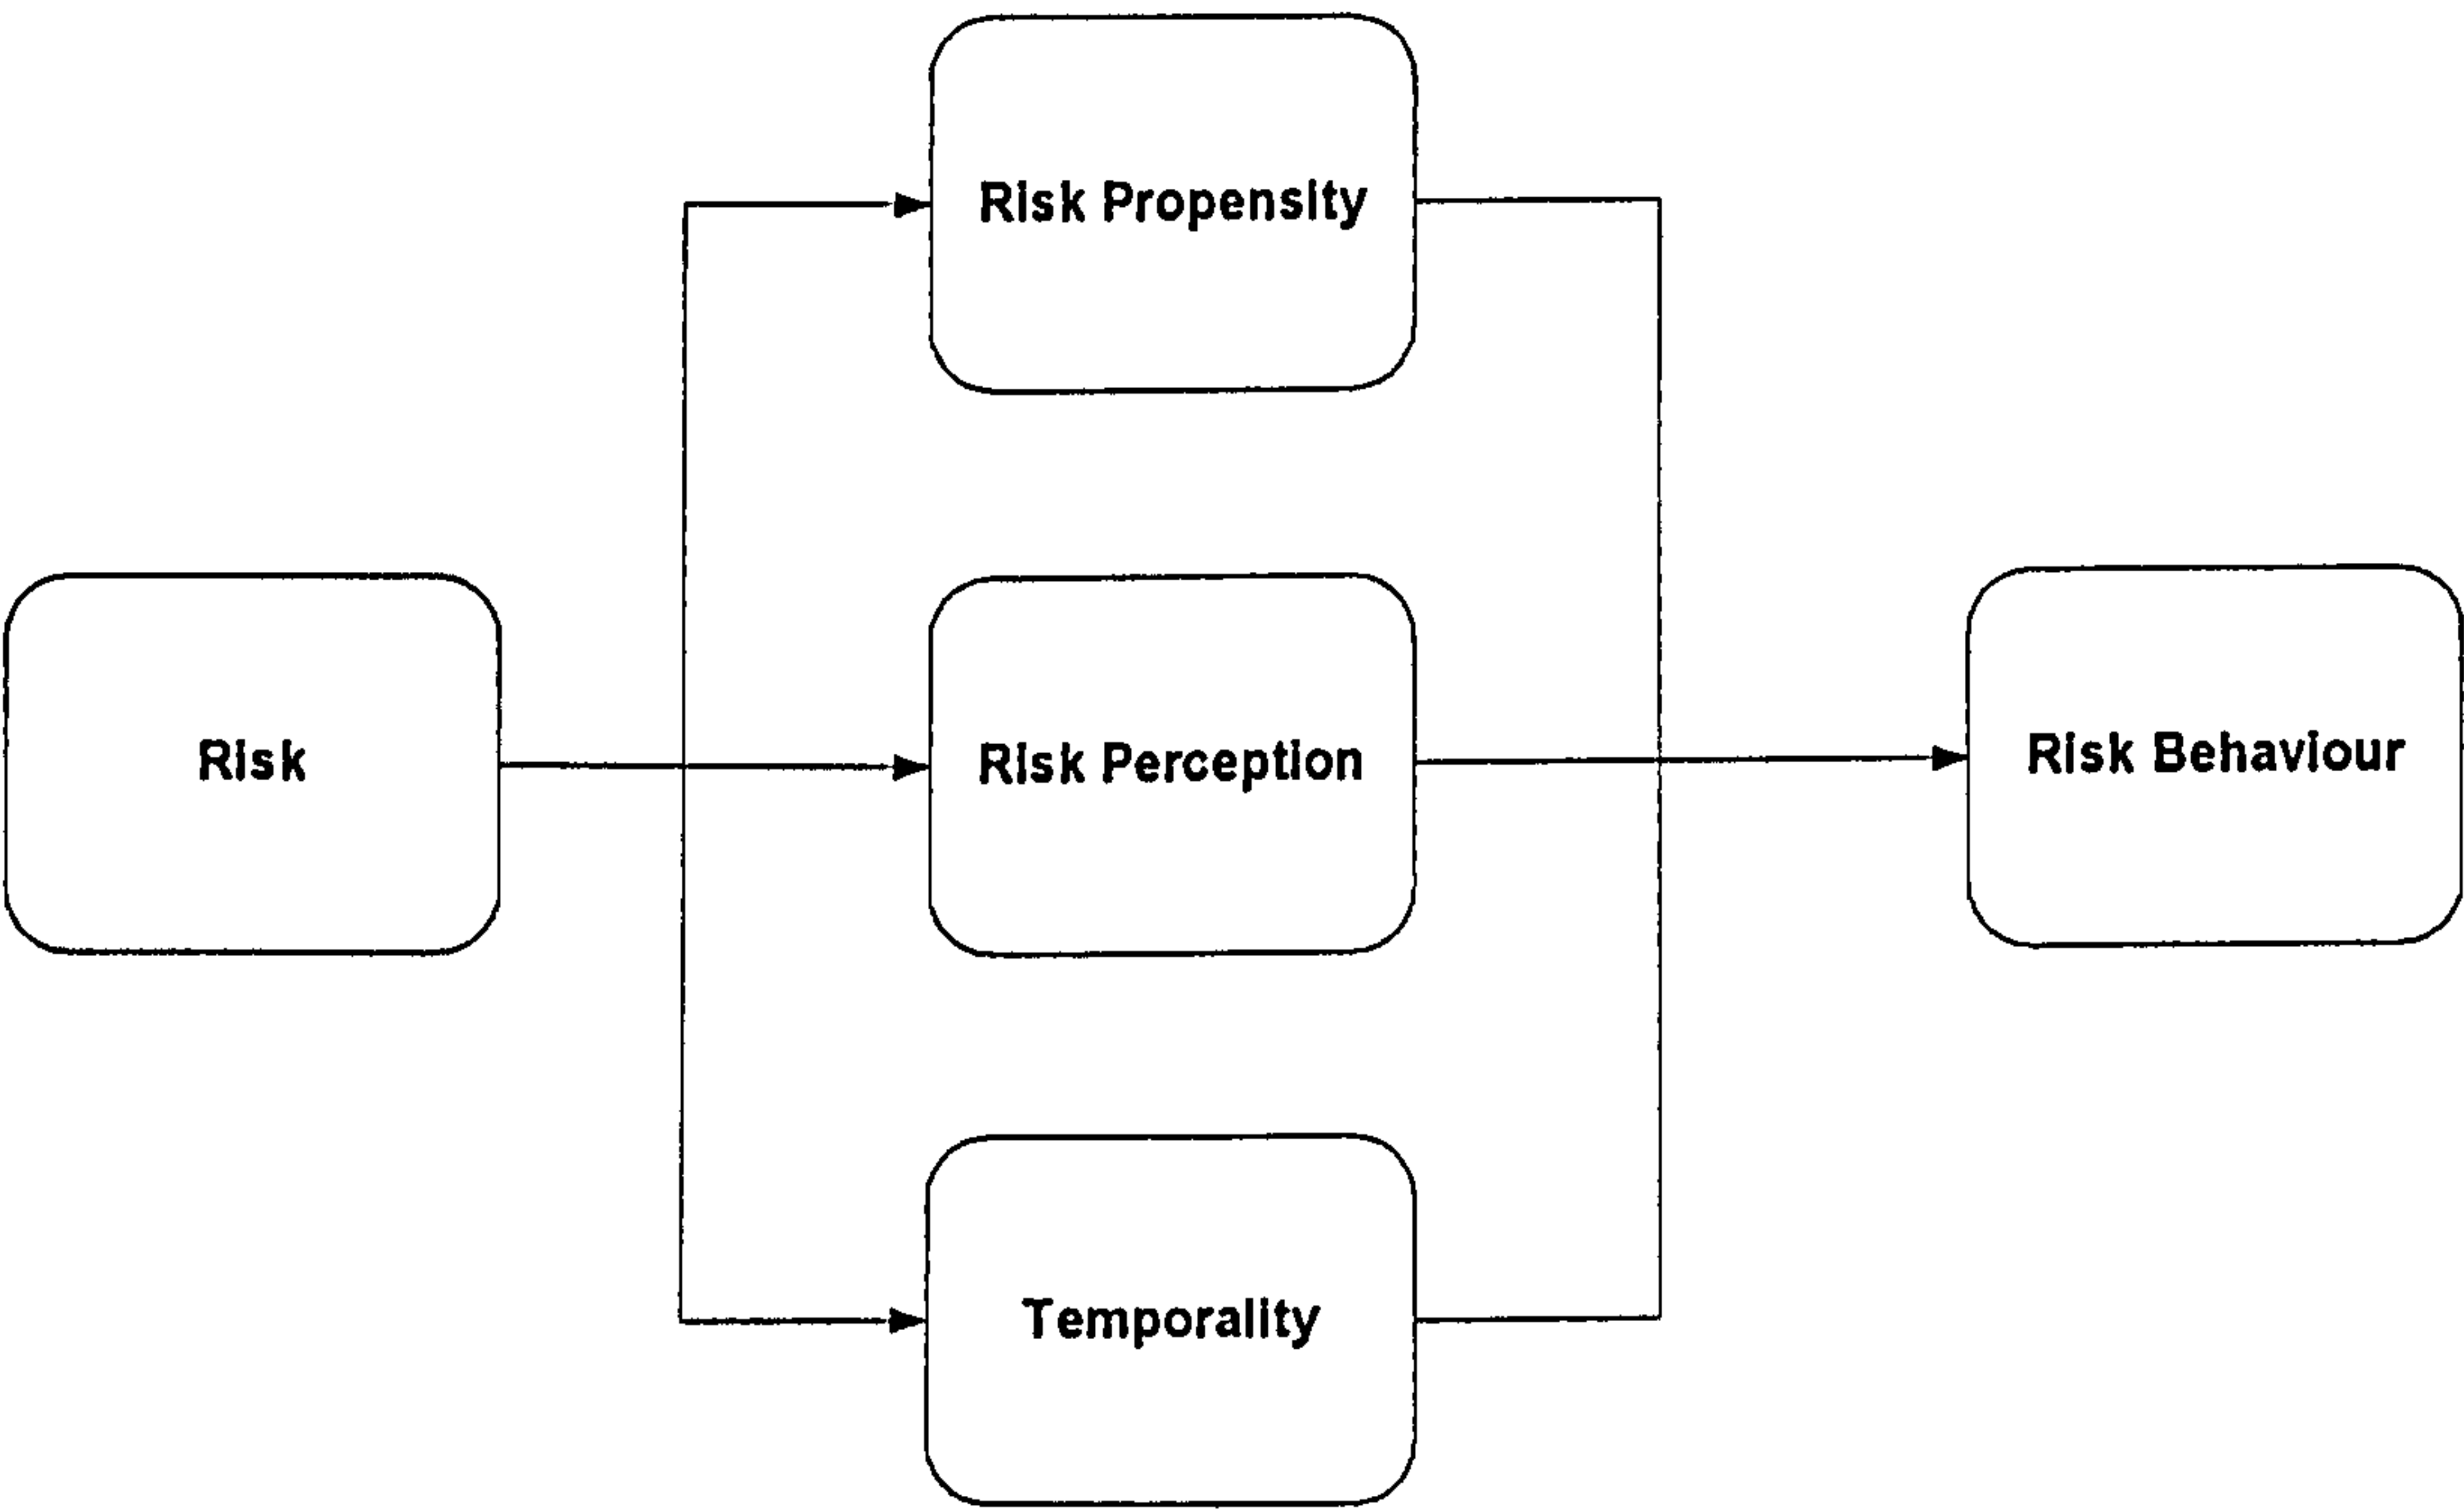 Risk Propensity
Risk
Risk Perception
Risk Behaviour
Temporality